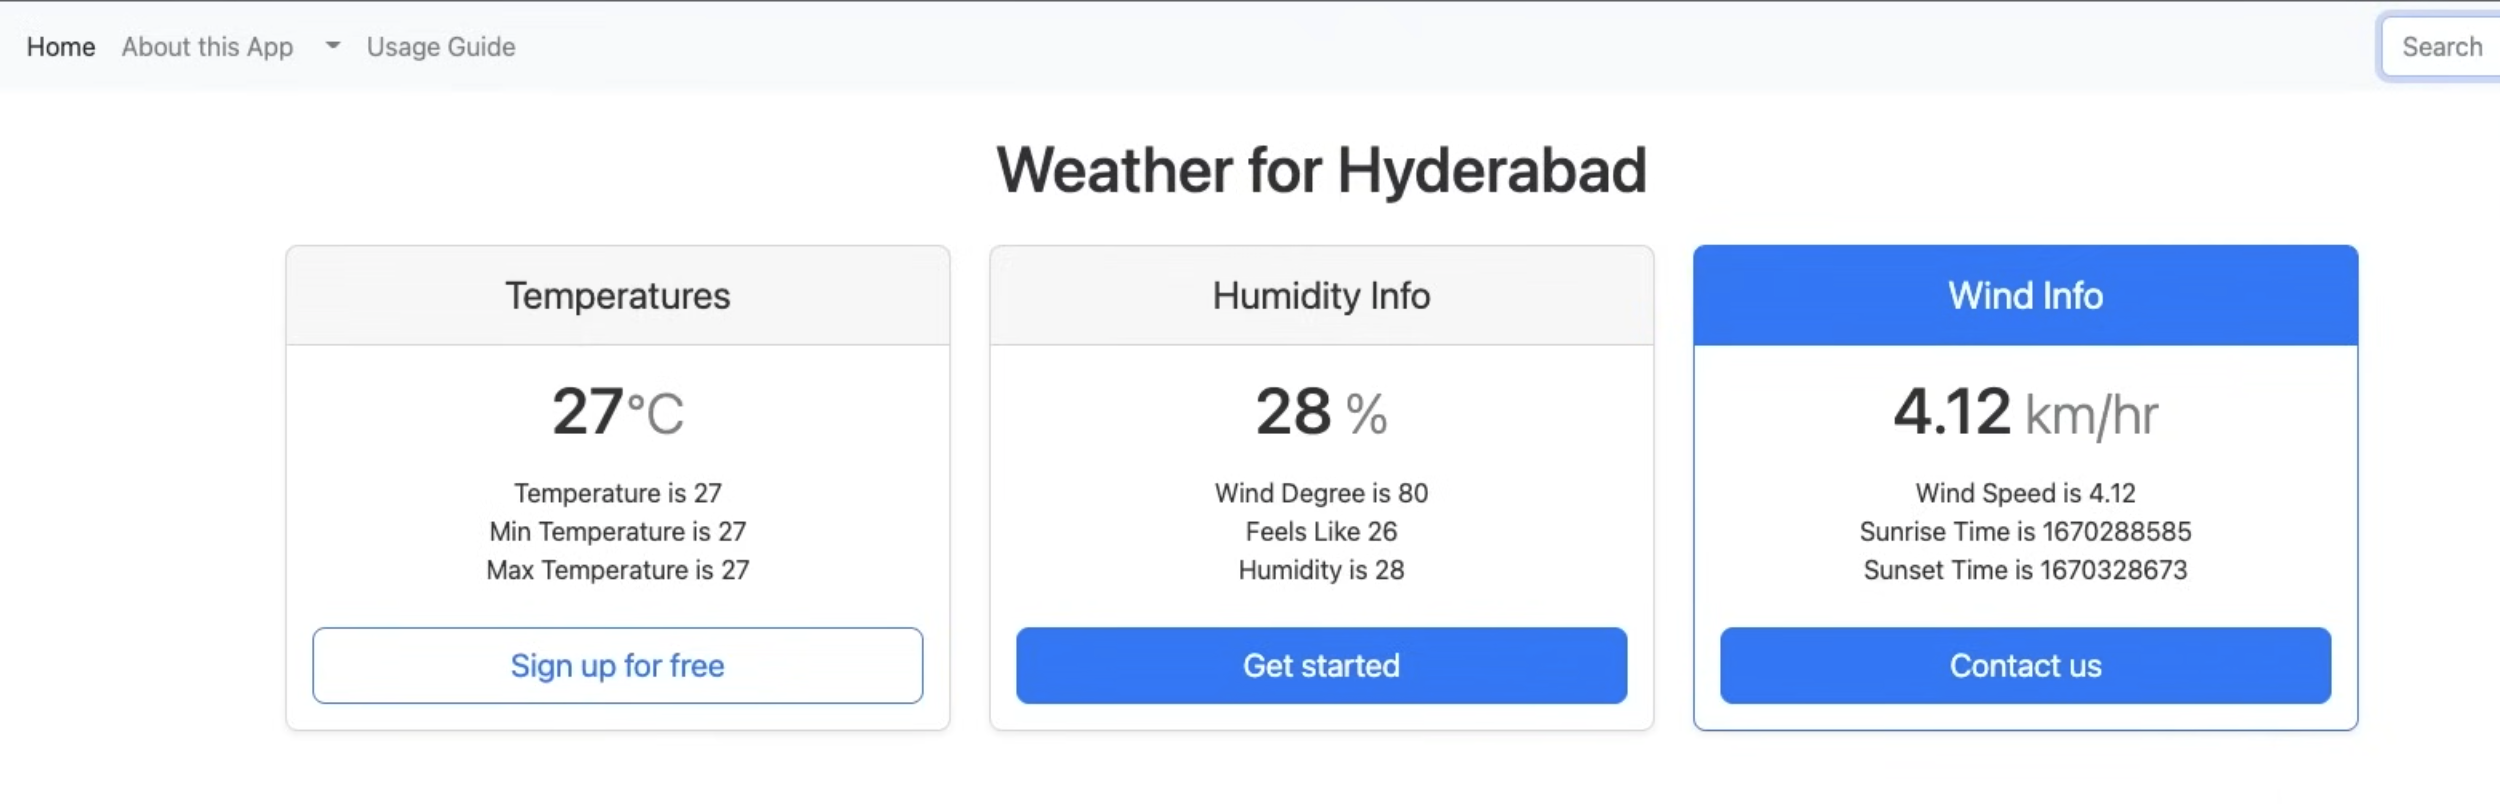 Home About this App Usage Guide Search
Weather for Hyderabad
Temperatures
27°C
Temperature is 27
Min Temperature is 27
Max Temperature is 27
Sign up for free
Humidity Info
28 %
Wind Degree is 80
Feels Like 26
Humidity is 28
Get started
Wind Info
4.12 km/hr
Wind Speed is 4.12
Sunrise Time is 1670288585
Sunset Time is 1670328673
Contact us